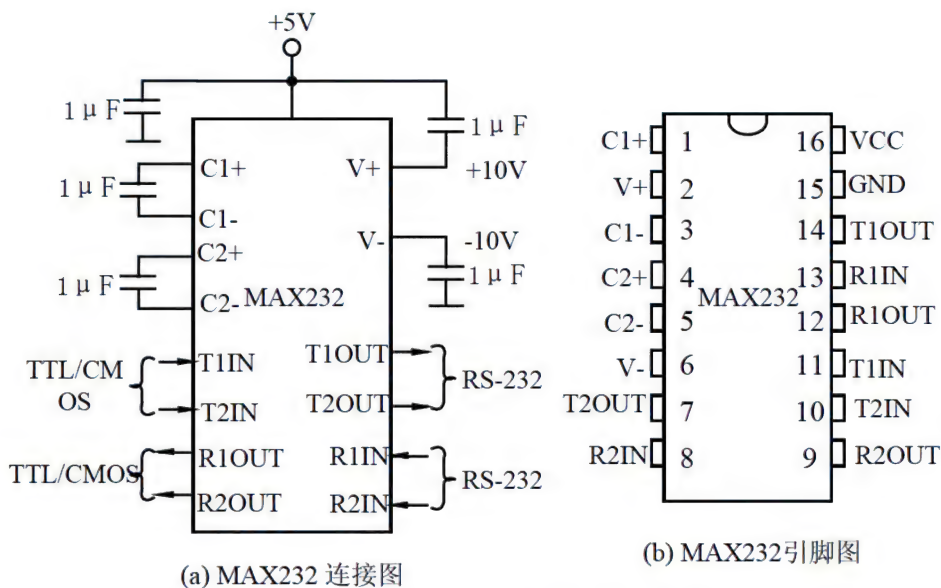 +5V
1μF
1μF
C1+
V+
+10V
1μF
C1-
V-
-10V
C2+
1μF
1μF
C2-
MAX232
TTL/CM
OS
T1IN
T2IN
T1OUT
T2OUT
RS-232
TTL/CMOS
R1OUT
R2OUT
R1IN
R2IN
RS-232
(a) MAX232 连接图
C1+ 1 16 VCC
V+ 2 15 GND
C1- 3 14 T1OUT
C2+ 4 MAX232 13 R1IN
C2- 5 12 R1OUT
V- 6 11 T1IN
T2OUT 7 10 T2IN
R2IN 8 9 R2OUT
(b) MAX232引脚图